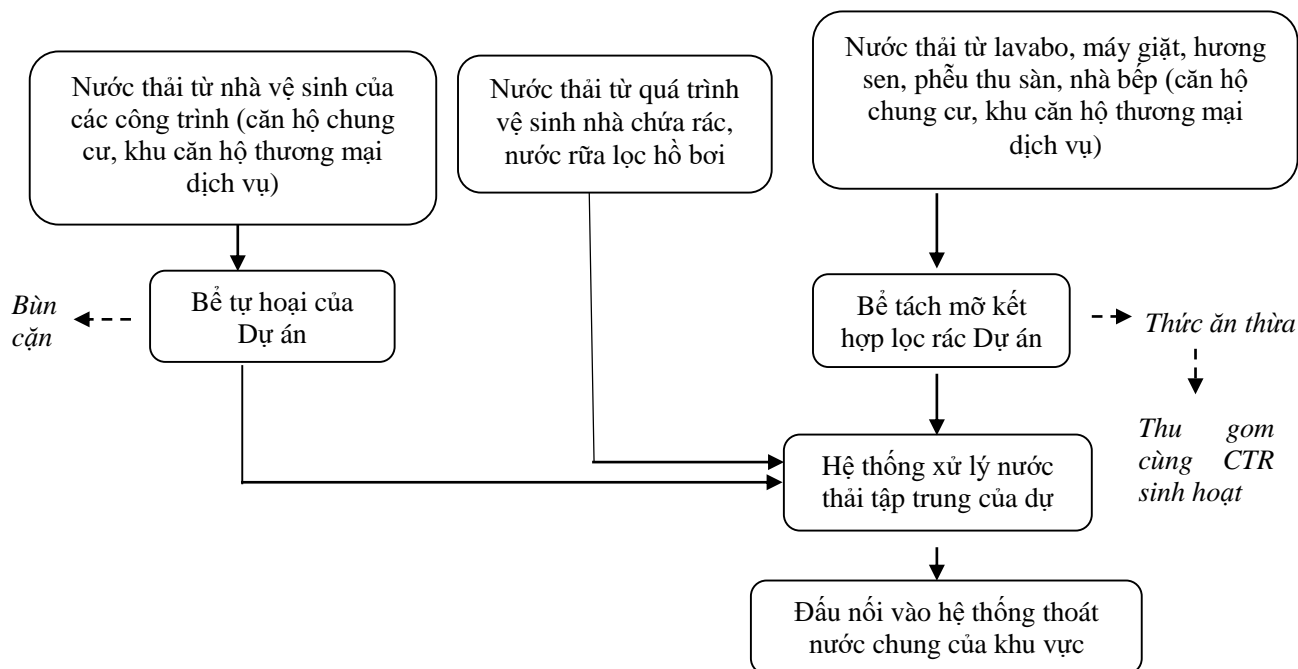 Nước thải từ nhà vệ sinh của
các công trình (căn hộ chung
cư, khu căn hộ thương mại
dịch vụ)
Nước thải từ quá trình
vệ sinh nhà chứa rác,
nước rữa lọc hồ bơi
Nước thải từ lavabo, máy giặt, hương
sen, phễu thu sàn, nhà bếp (căn hộ
chung cư, khu căn hộ thương mại
dịch vụ)
Bùn
cặn
Bể tự hoại của
Dự án
Bể tách mỡ kết
hợp lọc rác Dự án
Thức ăn thừa
Thu gom
cùng CTR
sinh hoạt
Hệ thống xử lý nước
thải tập trung của dự
Đấu nối vào hệ thống thoát
nước chung của khu vực